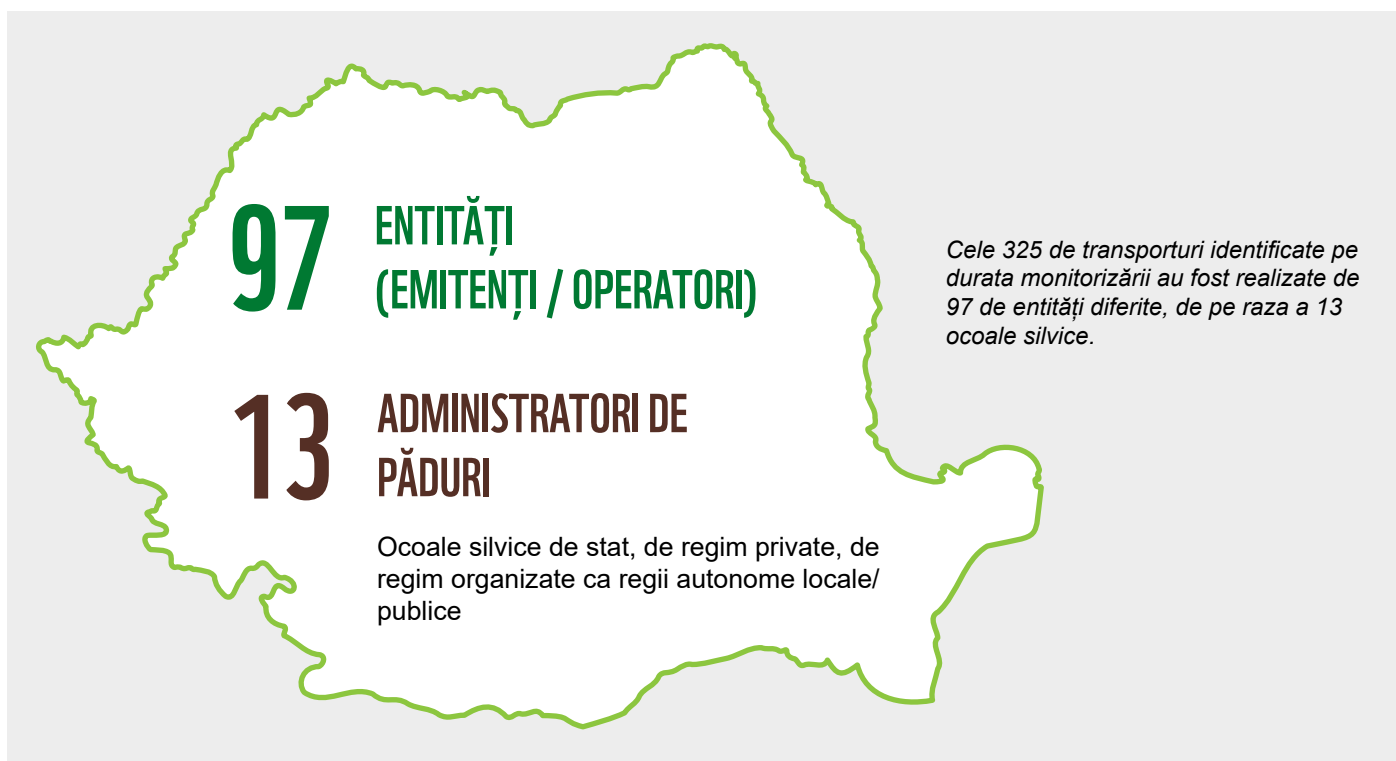 97 ENTITĂȚI
(EMITENȚI / OPERATORI)
13 ADMINISTRATORI DE
PĂDURI
Ocoale silvice de stat, de regim private, de
regim organizate ca regii autonome locale/
publice
Cele 325 de transporturi identificate pe
durata monitorizării au fost realizate de
97 de entități diferite, de pe raza a 13
ocoale silvice.